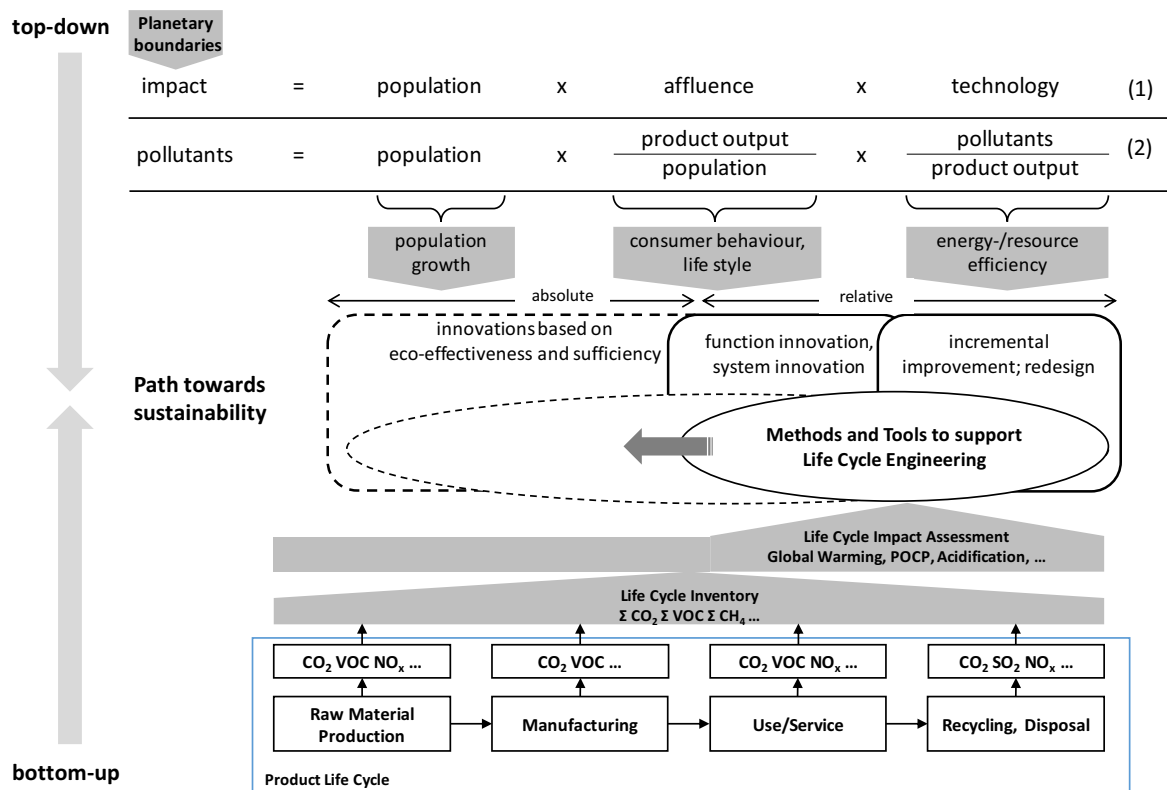 top-down
Planetary
boundaries
impact = population x affluence x technology (1)
pollutants = population x product output / population x pollutants / product output (2)
population
growth
consumer behaviour,
life style
energy-/resource
efficiency
absolute
relative
innovations based on
eco-effectiveness and sufficiency
function innovation,
system innovation
incremental
improvement; redesign
Path towards
sustainability
Methods and Tools to support
Life Cycle Engineering
Life Cycle Impact Assessment
Global Warming, POCP, Acidification, ...
Life Cycle Inventory
Σ CO₂ Σ VOC Σ CH₄ ...
CO₂ VOC NOₓ ...
CO₂ VOC ...
CO₂ VOC NOₓ ...
CO₂ SO₂ NOₓ ...
Raw Material
Production
Manufacturing
Use/Service
Recycling, Disposal
bottom-up
Product Life Cycle